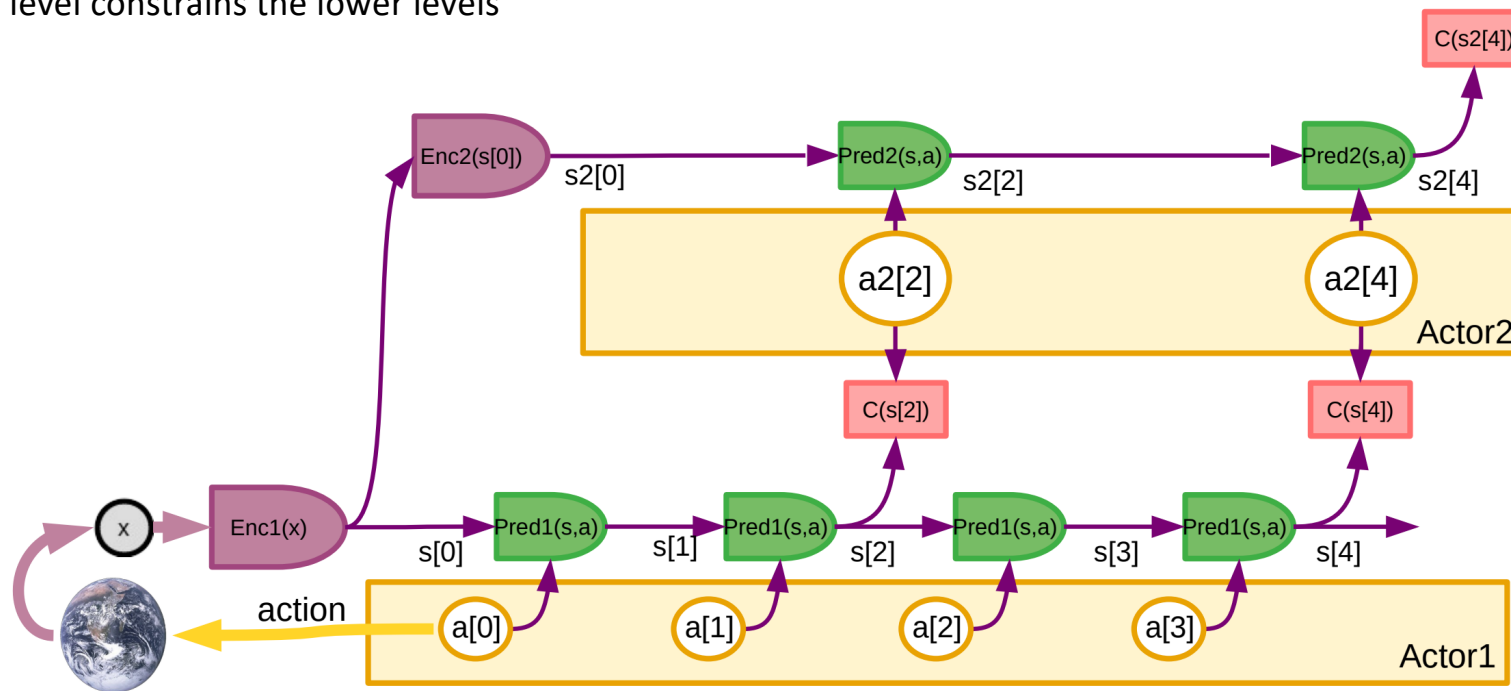 level constrains the lower levels
C(s2[4])
Enc2(s[0])
Pred2(s,a)
Pred2(s,a)
s2[0]
s2[2]
s2[4]
a2[2]
a2[4]
Actor2
C(s[2])
C(s[4])
x
Enc1(x)
Pred1(s,a)
Pred1(s,a)
Pred1(s,a)
Pred1(s,a)
s[0]
s[1]
s[2]
s[3]
s[4]
action
a[0]
a[1]
a[2]
a[3]
Actor1